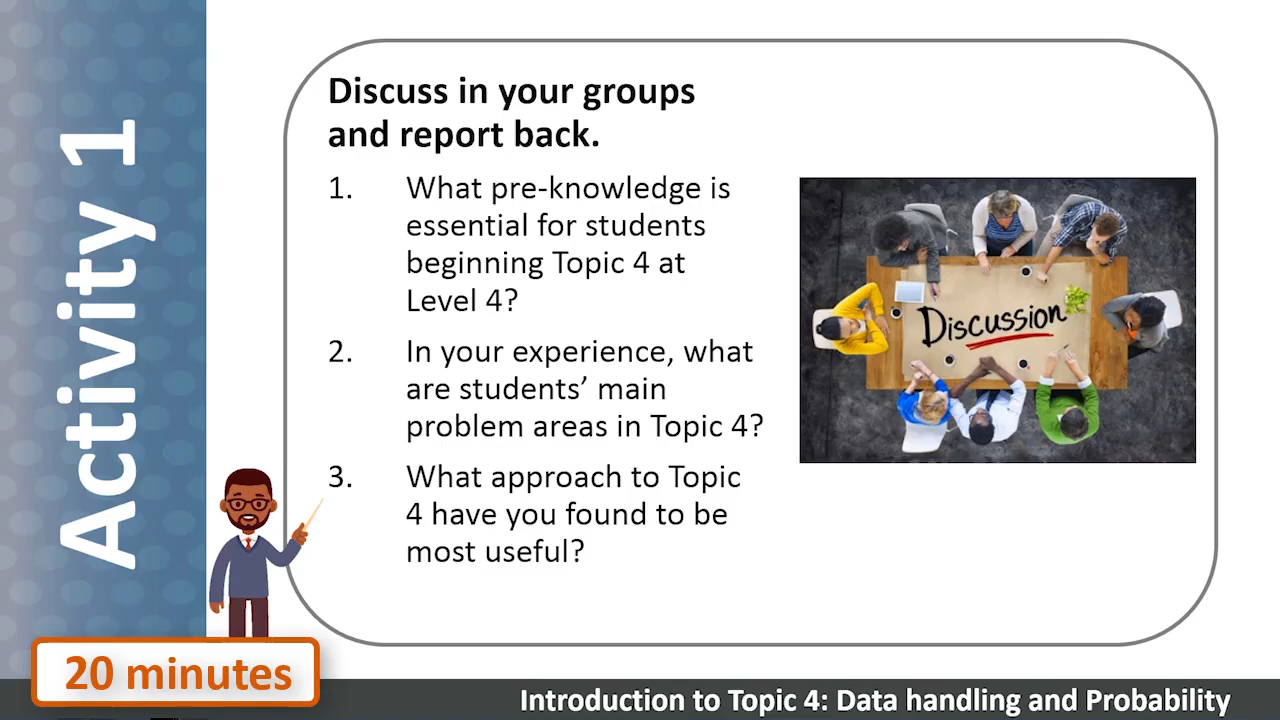 Activity 1
Discuss in your groups
and report back.
1. What pre-knowledge is
essential for students
beginning Topic 4 at
Level 4?
2. In your experience, what
are students’ main
problem areas in Topic 4?
3. What approach to Topic
4 have you found to be
most useful?
Discussion
20 minutes
Introduction to Topic 4: Data handling and Probability